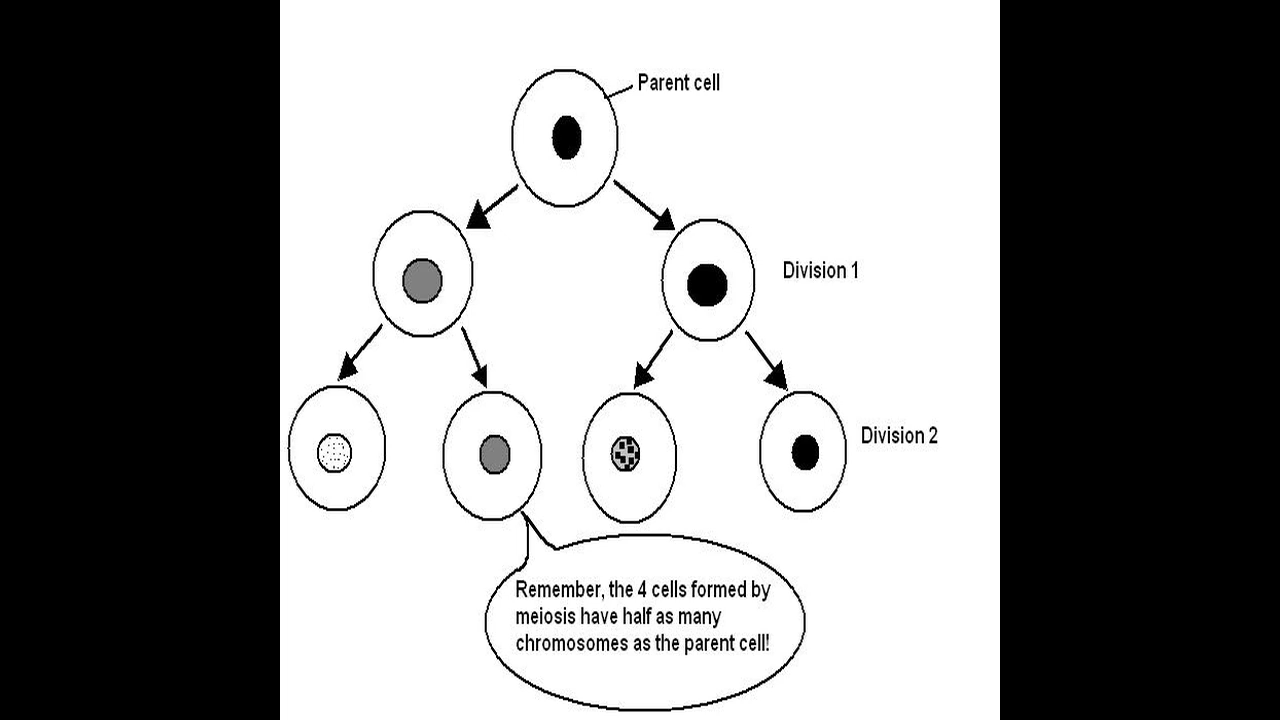 Parent cell
Division 1
Division 2
Remember, the 4 cells formed by
meiosis have half as many
chromosomes as the parent cell!